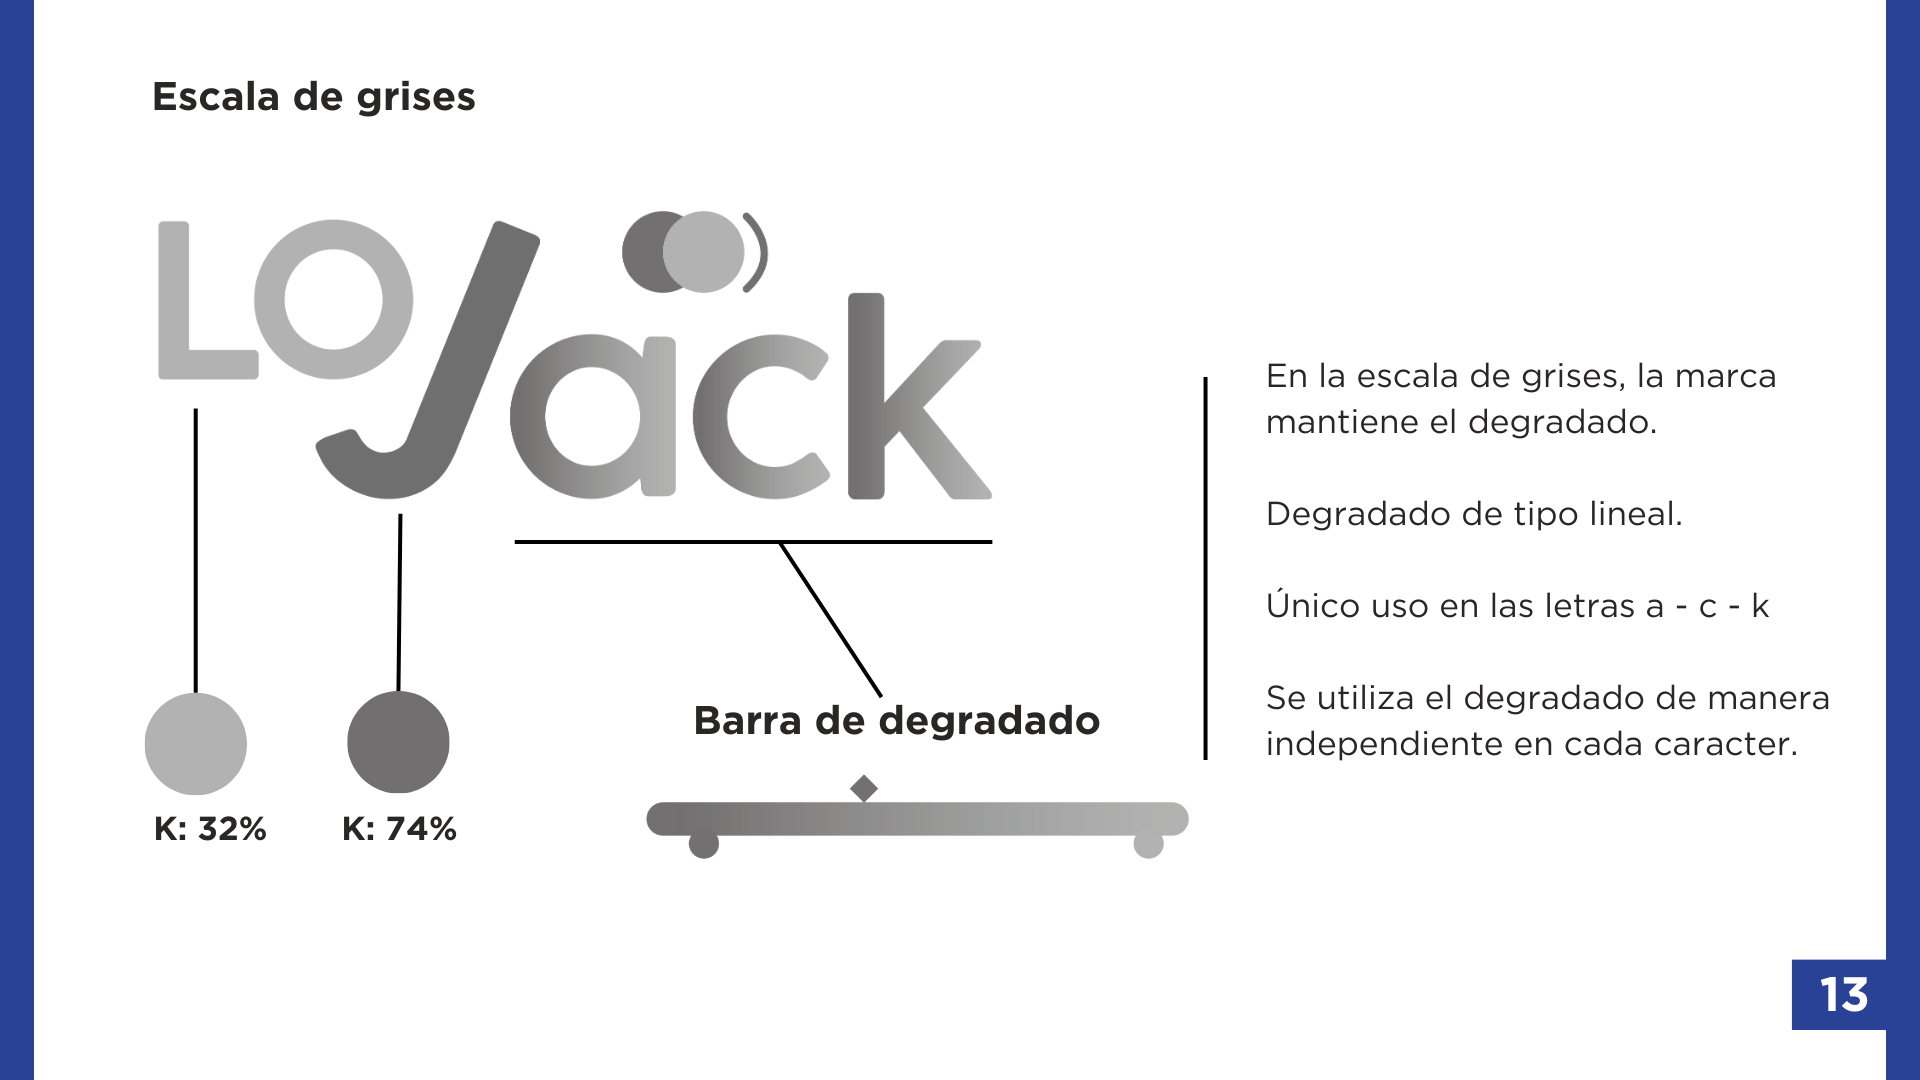 Escala de grises
LOJack
K: 32%
K: 74%
Barra de degradado
En la escala de grises, la marca
mantiene el degradado.
Degradado de tipo lineal.
Único uso en las letras a - c - k
Se utiliza el degradado de manera
independiente en cada caracter.
13